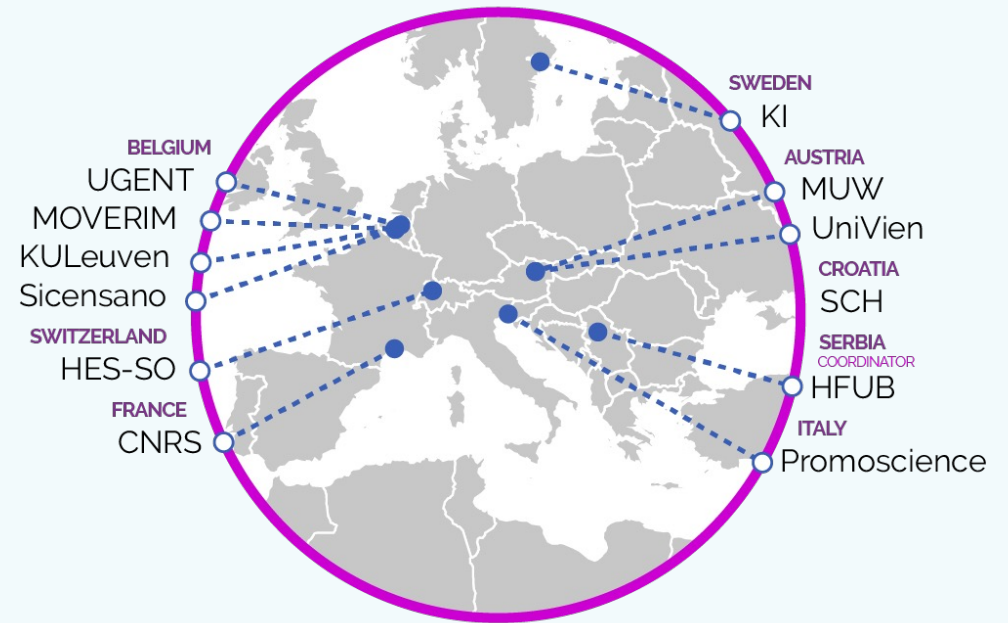 BELGIUM
UGENT
MOVERIM
KULeuven
Sicensano
SWITZERLAND
HES-SO
FRANCE
CNRS
SWEDEN
KI
AUSTRIA
MUW
UniVien
CROATIA
SCH
SERBIA
COORDINATOR
HFUB
ITALY
Promoscience